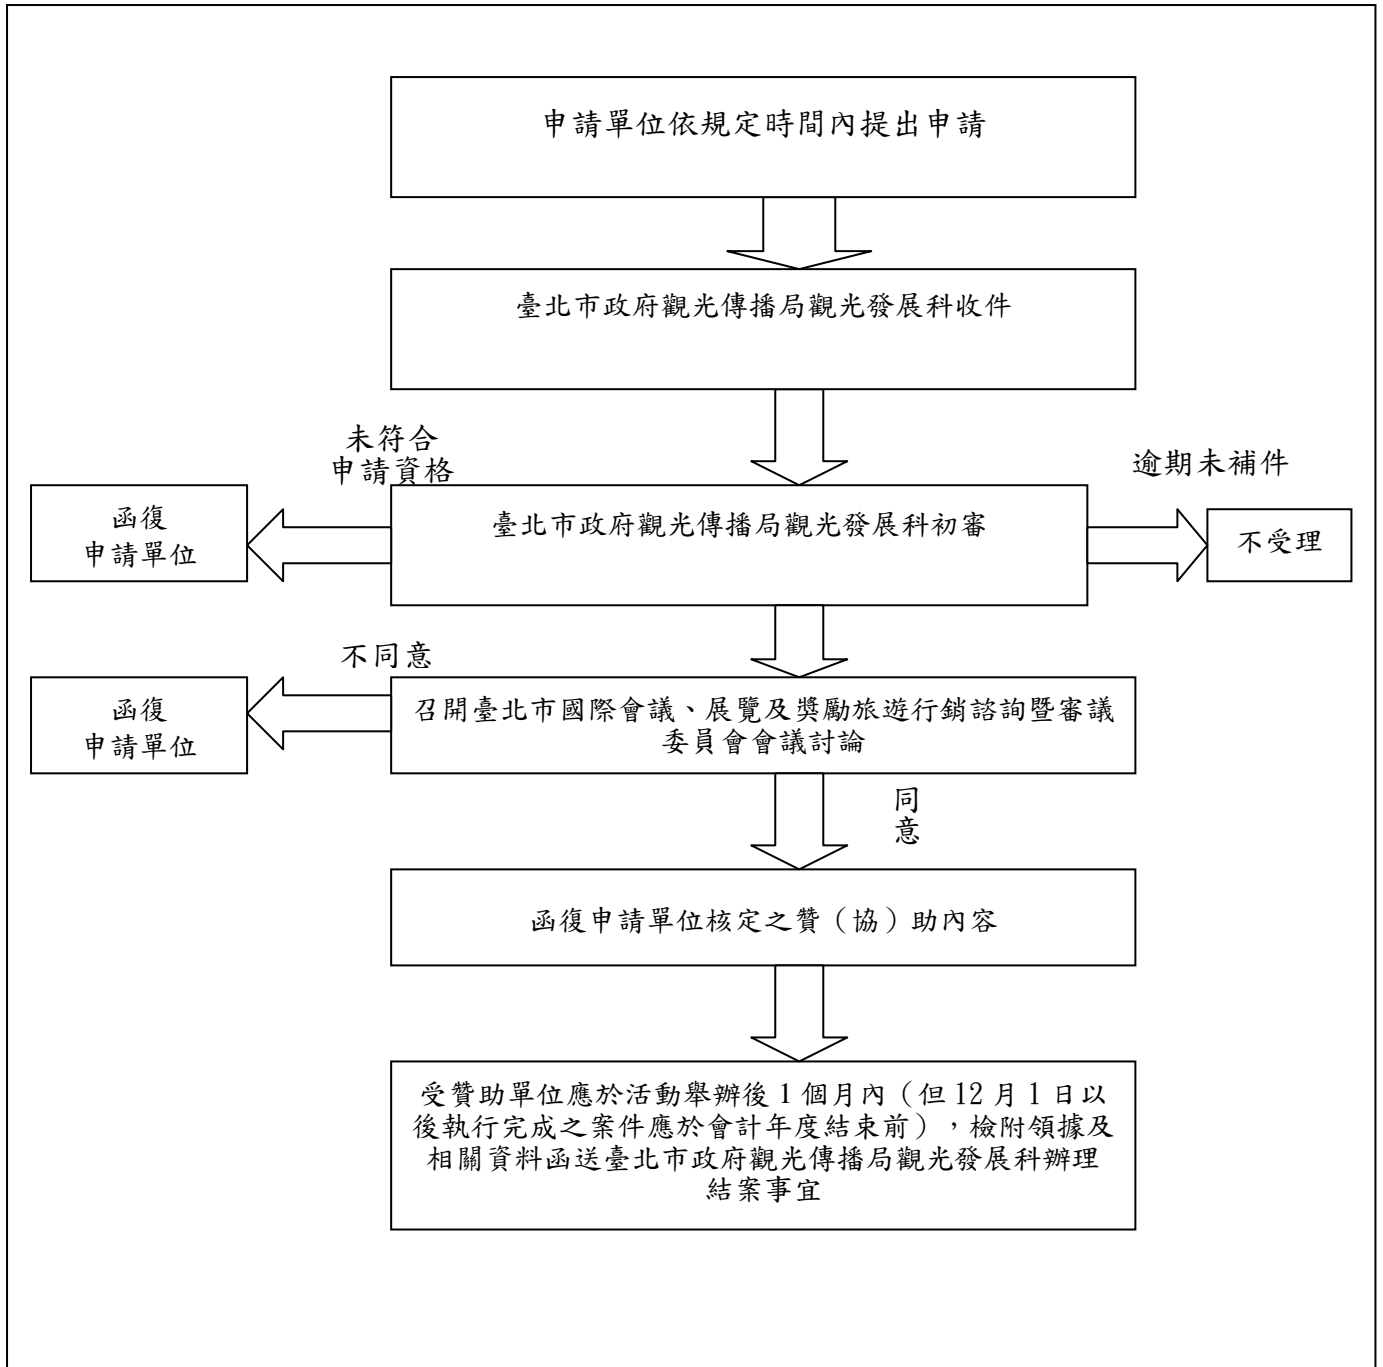 申請單位依規定時間內提出申請
臺北市政府觀光傳播局觀光發展科收件
未符合
申請資格
逾期未補件
函復
申請單位
臺北市政府觀光傳播局觀光發展科初審
不受理
不同意
函復
申請單位
召開臺北市國際會議、展覽及獎勵旅遊行銷諮詢暨審議
委員會會議討論
同
意
函復申請單位核定之贊（協）助內容
受贊助單位應於活動舉辦後 1 個月內（但 12 月 1 日以
後執行完成之案件應於會計年度結束前），檢附領據及
相關資料函送臺北市政府觀光傳播局觀光發展科辦理
結案事宜